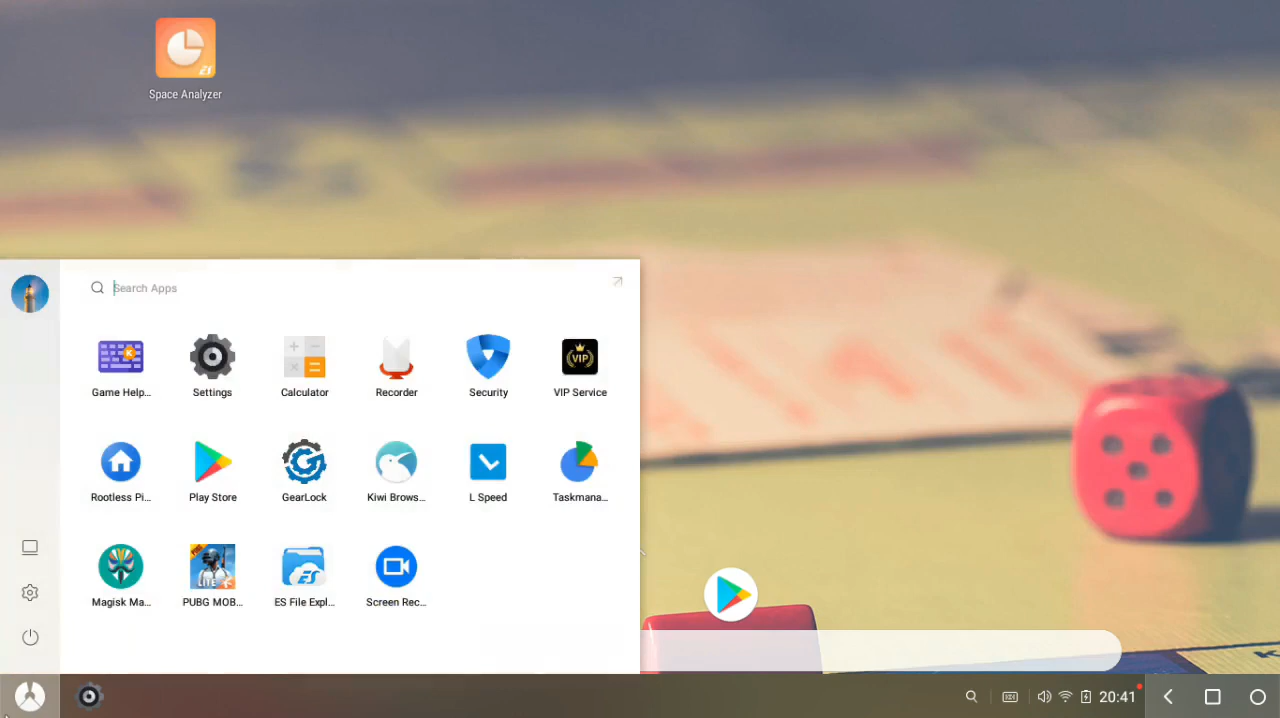 Space Analyzer
Search Apps
Game Help...
Settings
Calculator
Recorder
Security
VIP
VIP Service
Rootless Pi...
Play Store
GearLock
Kiwi Brows...
L Speed
Taskmana...
Magisk Ma...
PUBG MOB...
ES File Expl...
Screen Rec...
20:41